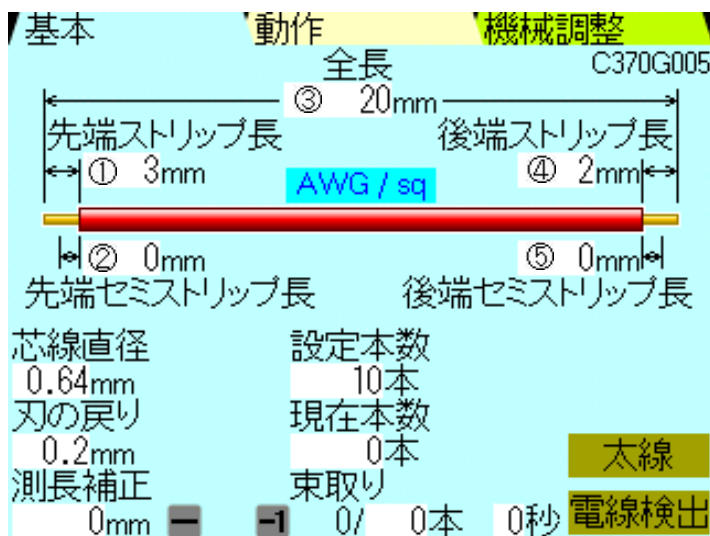 基本 動作 機械調整
全長 C370G005
③ 20mm
先端ストリップ長 後端ストリップ長
① 3mm AWG / sq ④ 2mm
② 0mm ⑤ 0mm
先端セミストリップ長 後端セミストリップ長
芯線直径 設定本数
0.64mm 10本
刃の戻り 現在本数
0.2mm 0本 太線
測長補正 束取り
0mm ー -1 0/ 0本 0秒 電線検出